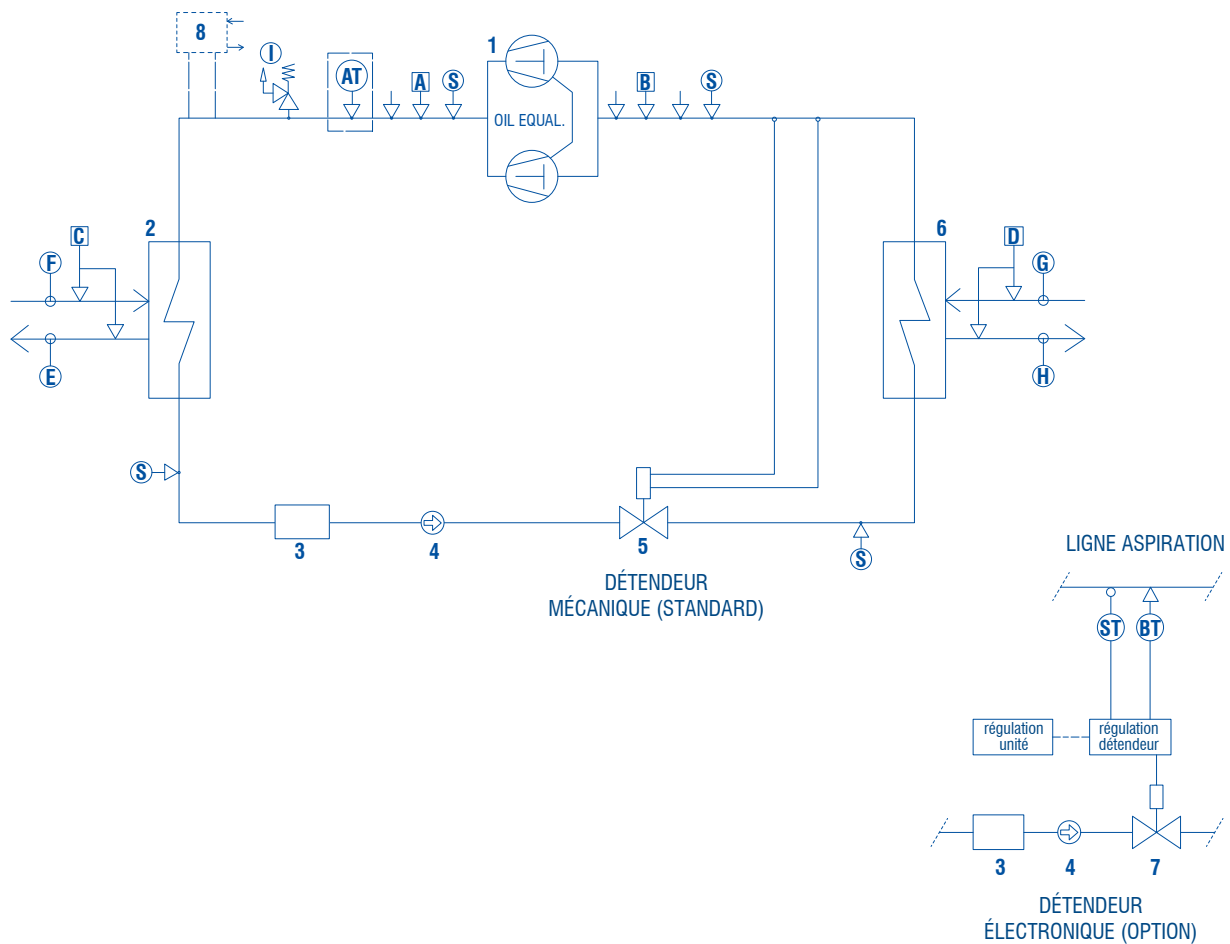 8
I
AT
A
S
1
OIL EQUAL.
B
S
2
C
F
E
6
D
G
H
S
3
4
5
S
DÉTENDEUR
MÉCANIQUE (STANDARD)
LIGNE ASPIRATION
ST
BT
régulation
unité
régulation
détendeur
3
4
7
DÉTENDEUR
ÉLECTRONIQUE (OPTION)